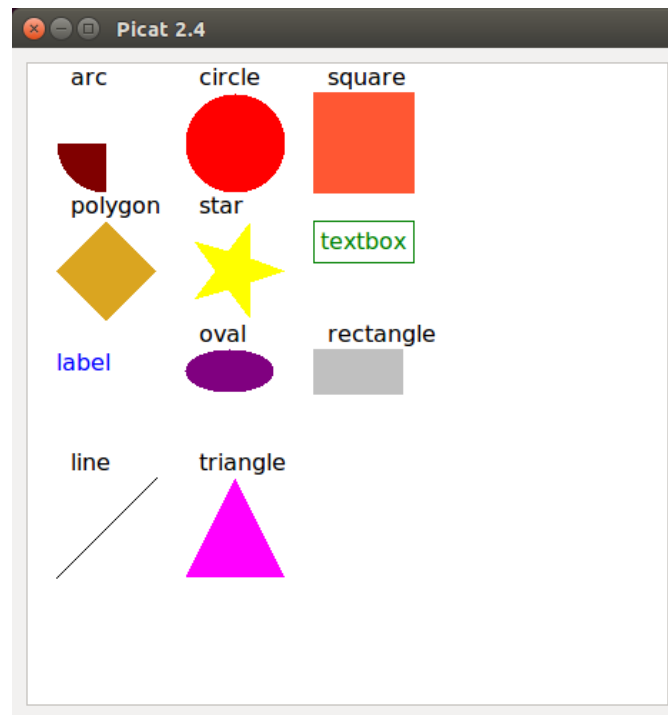 Picat 2.4
arc circle square
polygon star
textbox
oval rectangle
label
line triangle